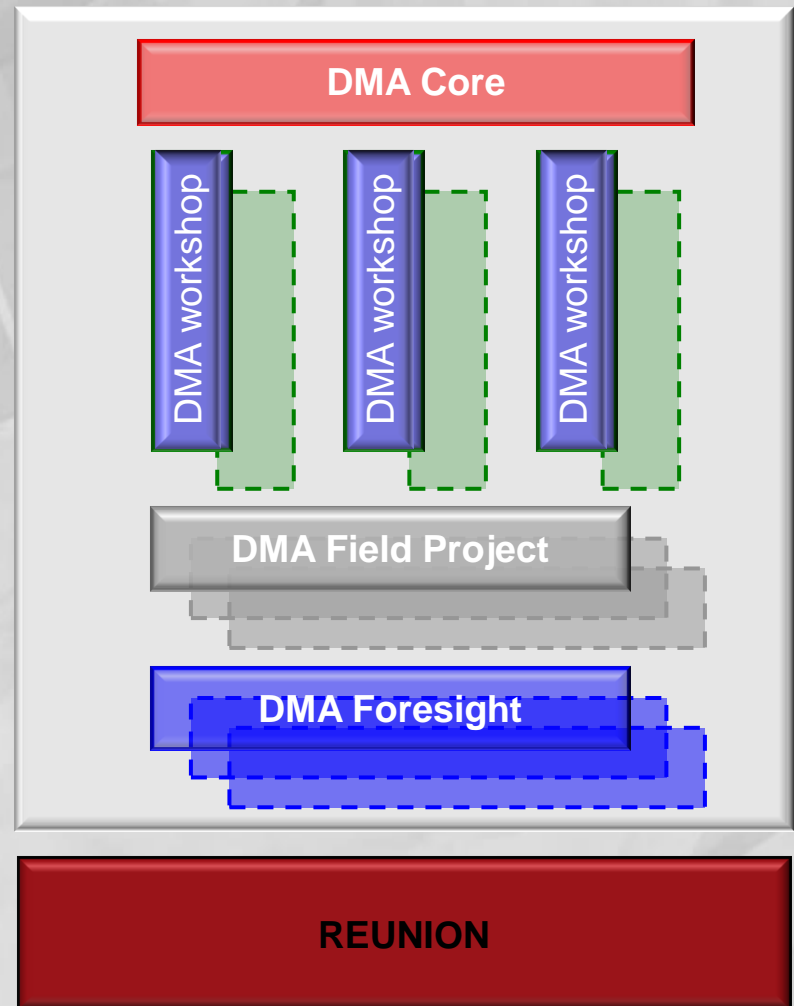 DMA Core
DMA workshop
DMA workshop
DMA workshop
DMA Field Project
DMA Foresight
REUNION